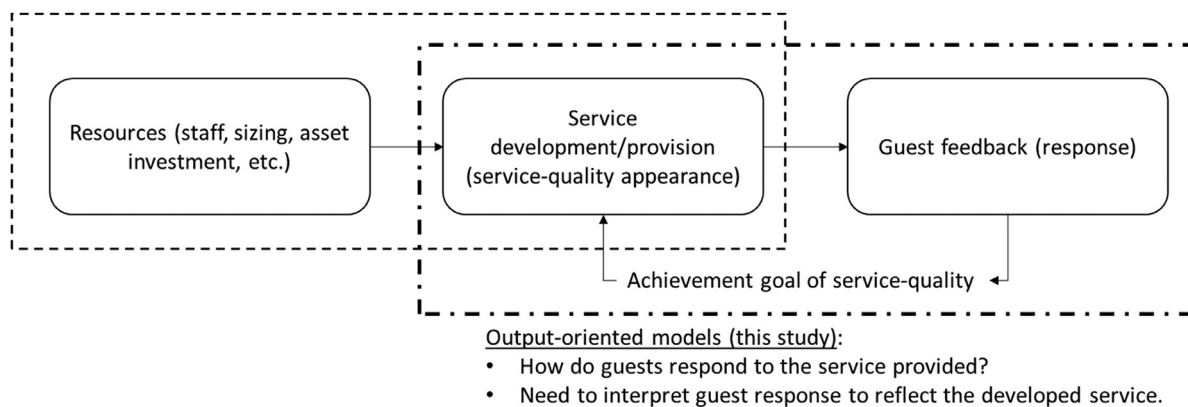 Resources (staff, sizing, asset
investment, etc.)
Service
development/provision
(service-quality appearance)
Guest feedback (response)
Achievement goal of service-quality
Output-oriented models (this study):
• How do guests respond to the service provided?
• Need to interpret guest response to reflect the developed service.